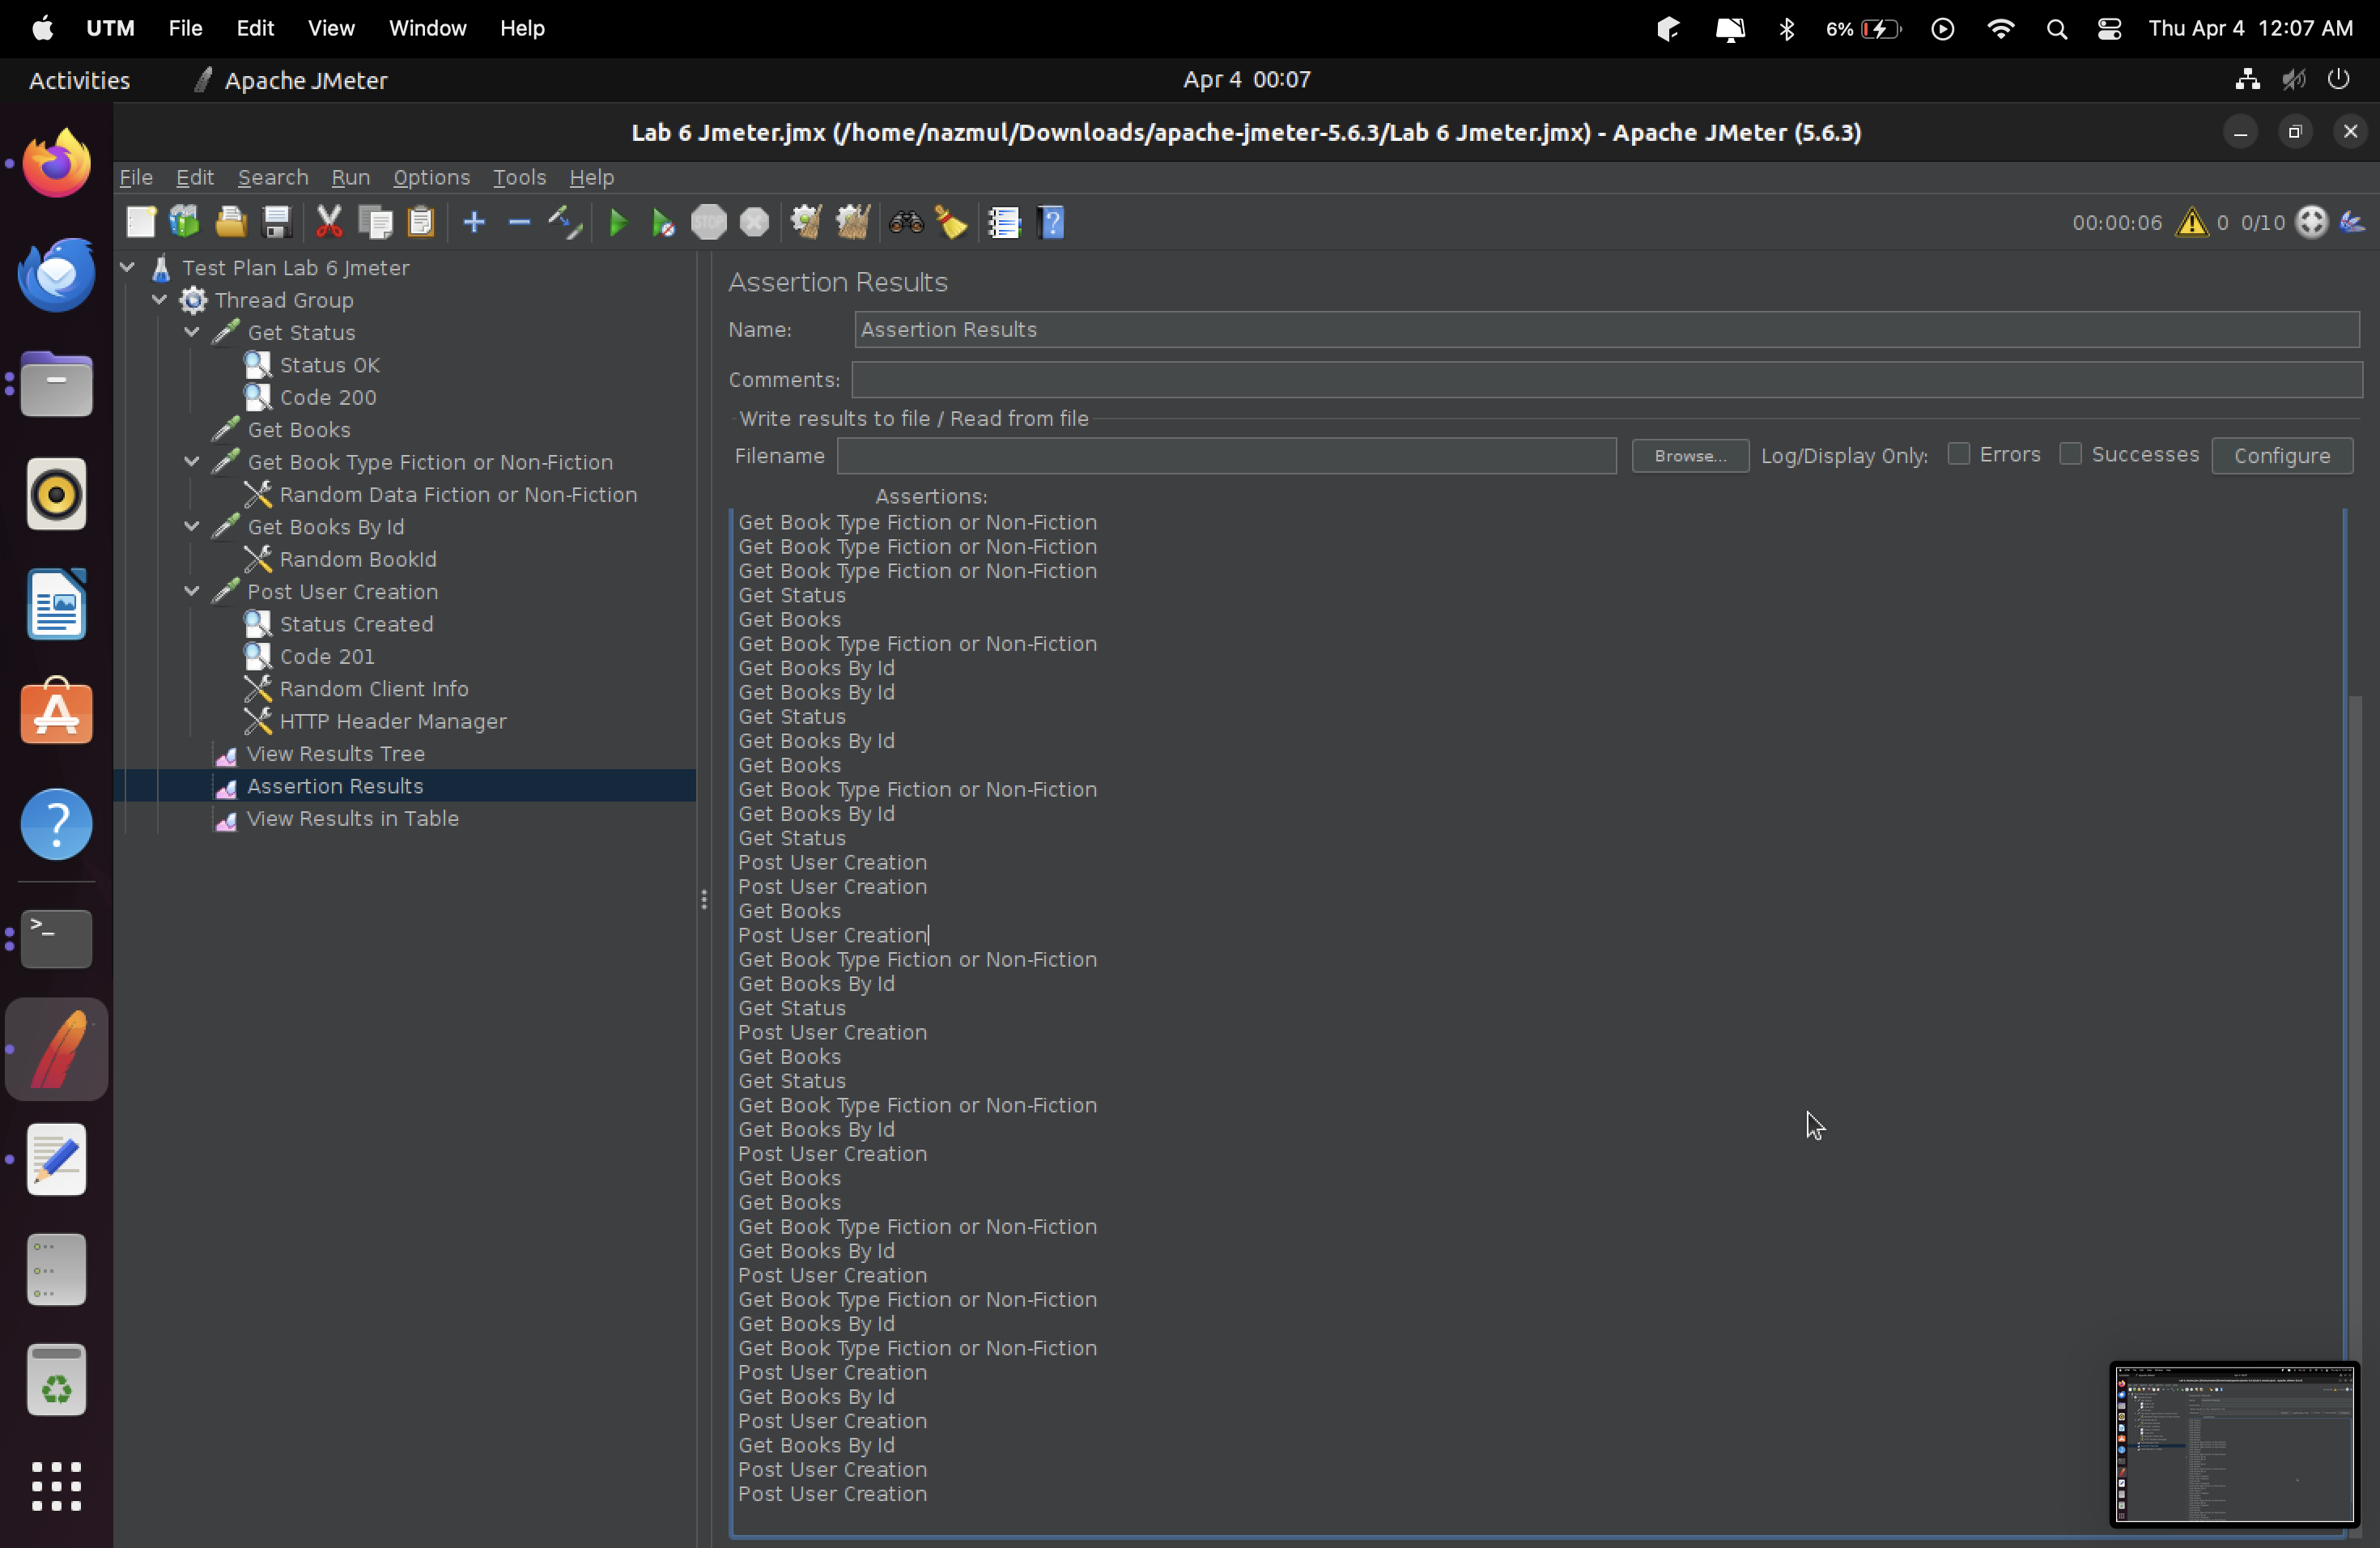 UTM File Edit View Window Help 6% Thu Apr 4 12:07 AM
Activities Apache JMeter Apr 4 00:07
Lab 6 Jmeter.jmx (/home/nazmul/Downloads/apache-jmeter-5.6.3/Lab 6 Jmeter.jmx) - Apache JMeter (5.6.3)
File Edit Search Run Options Tools Help
STOP 00:00:06 0 0/10
Test Plan Lab 6 Jmeter
Thread Group
Get Status
Status OK
Code 200
Get Books
Get Book Type Fiction or Non-Fiction
Random Data Fiction or Non-Fiction
Get Books By Id
Random BookId
Post User Creation
Status Created
Code 201
Random Client Info
HTTP Header Manager
View Results Tree
Assertion Results
View Results in Table
Assertion Results
Name: Assertion Results
Comments:
Write results to file / Read from file
Filename Browse... Log/Display Only: Errors Successes Configure
Assertions:
Get Book Type Fiction or Non-Fiction
Get Book Type Fiction or Non-Fiction
Get Book Type Fiction or Non-Fiction
Get Status
Get Books
Get Book Type Fiction or Non-Fiction
Get Books By Id
Get Books By Id
Get Status
Get Books By Id
Get Books
Get Book Type Fiction or Non-Fiction
Get Books By Id
Get Status
Post User Creation
Post User Creation
Get Books
Post User Creation
Get Book Type Fiction or Non-Fiction
Get Books By Id
Get Status
Post User Creation
Get Books
Get Status
Get Book Type Fiction or Non-Fiction
Get Books By Id
Post User Creation
Get Books
Get Books
Get Book Type Fiction or Non-Fiction
Get Books By Id
Post User Creation
Get Book Type Fiction or Non-Fiction
Get Books By Id
Get Book Type Fiction or Non-Fiction
Post User Creation
Get Books By Id
Post User Creation
Get Books By Id
Post User Creation
Post User Creation